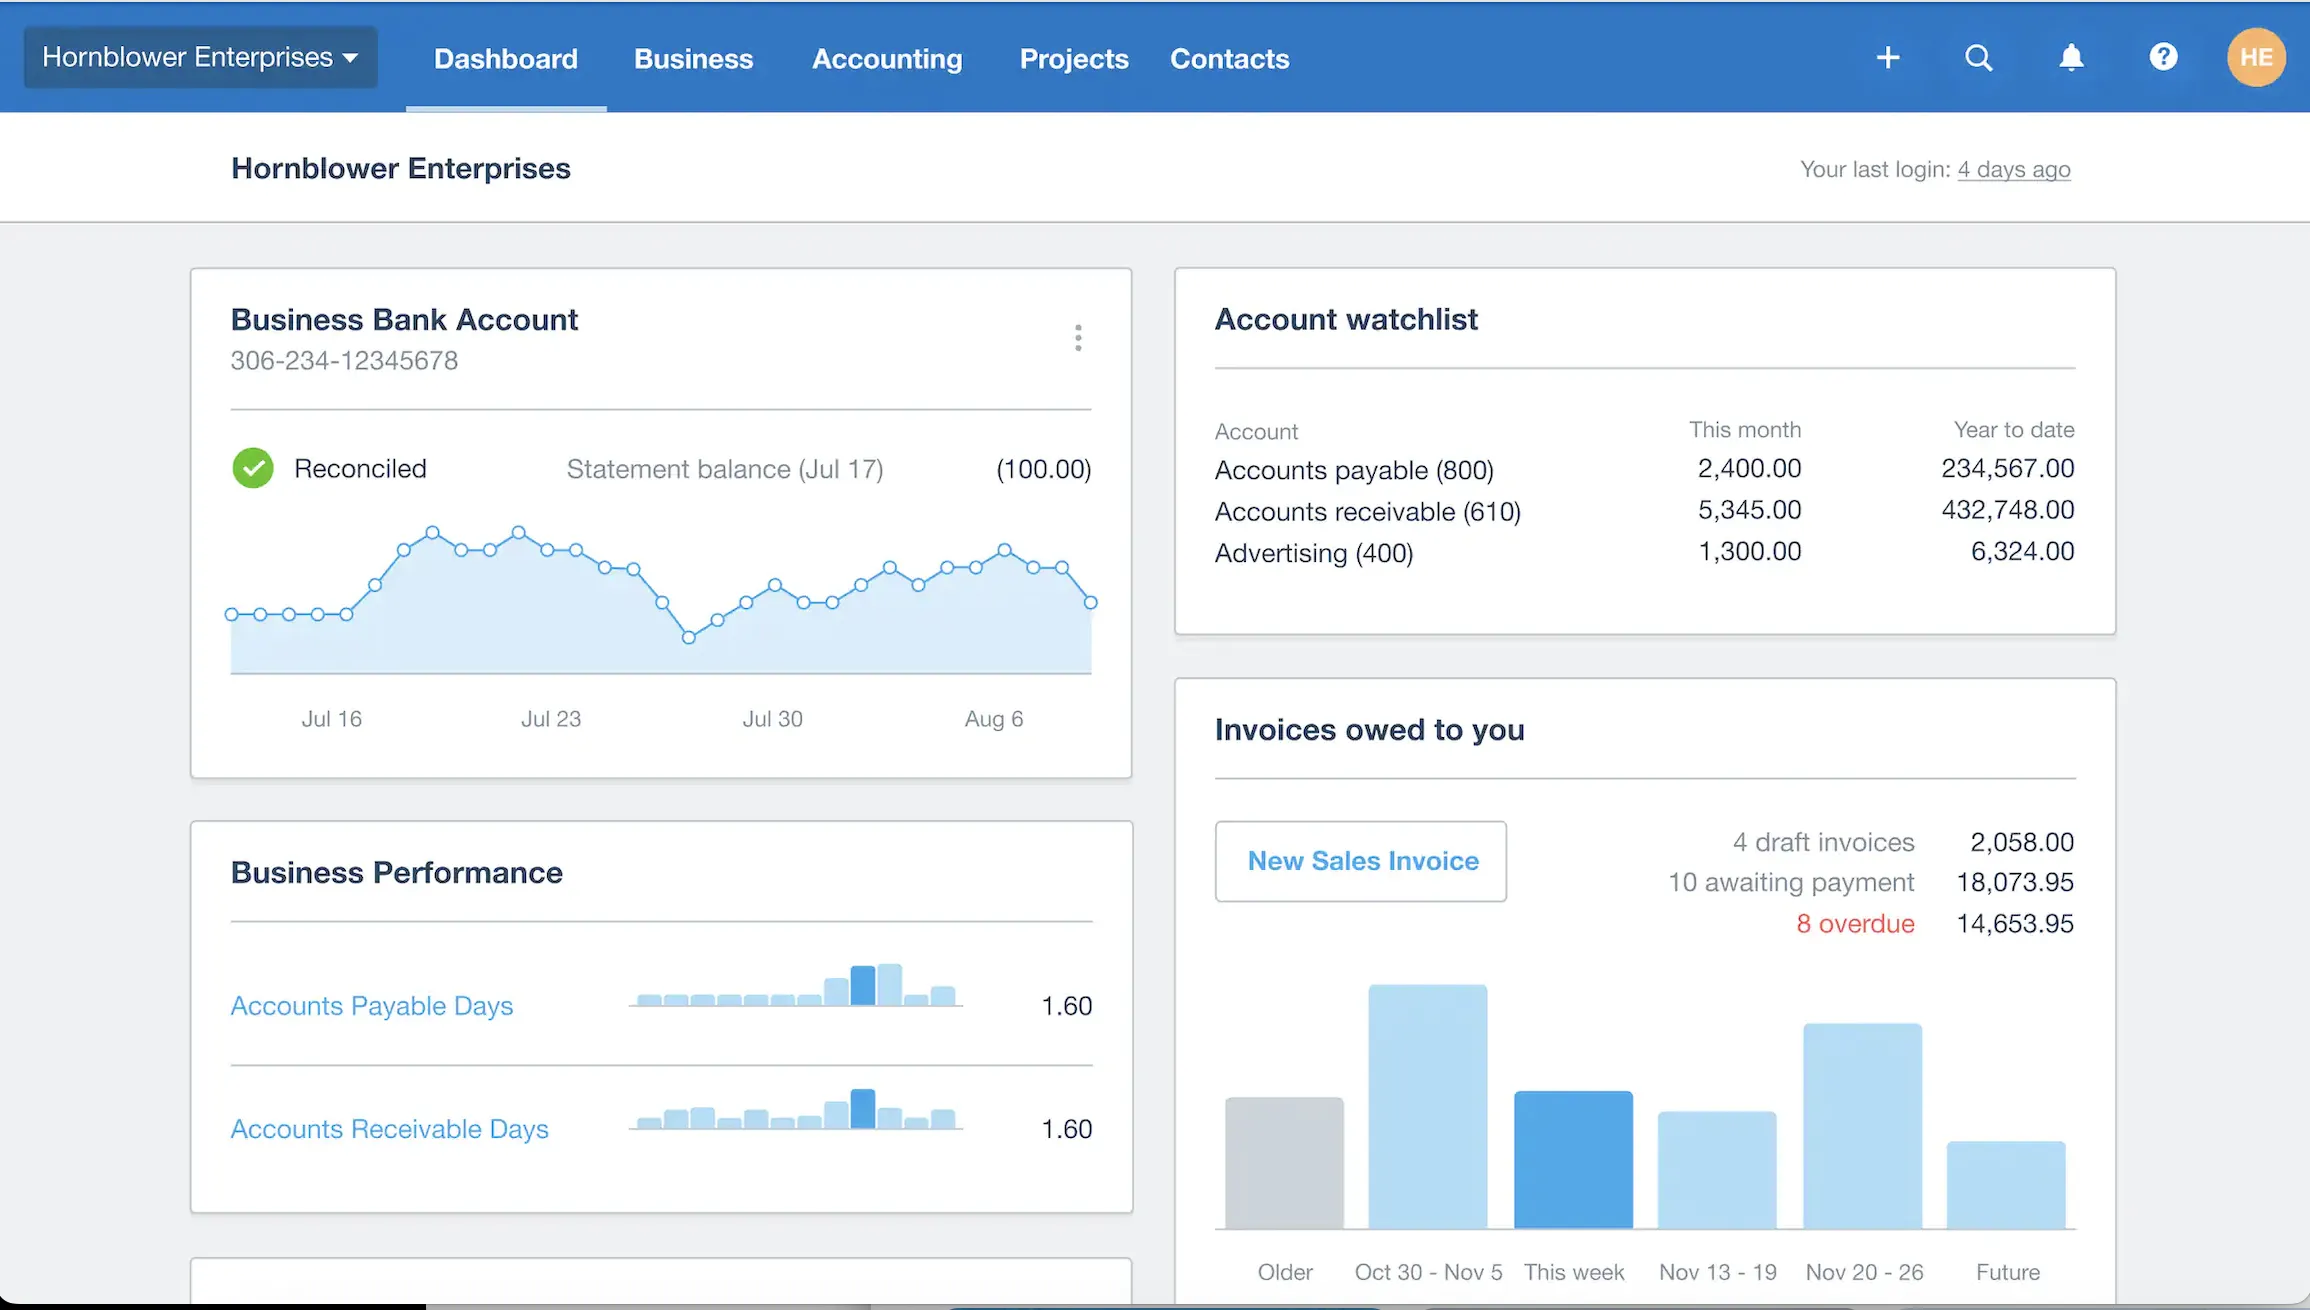 Hornblower Enterprises Dashboard Business Accounting Projects Contacts HE
Hornblower Enterprises Your last login: 4 days ago
Business Bank Account
306-234-12345678
Reconciled Statement balance (Jul 17) (100.00)
Jul 16 Jul 23 Jul 30 Aug 6
Business Performance
Accounts Payable Days 1.60
Accounts Receivable Days 1.60
Account watchlist
Account This month Year to date
Accounts payable (800) 2,400.00 234,567.00
Accounts receivable (610) 5,345.00 432,748.00
Advertising (400) 1,300.00 6,324.00
Invoices owed to you
New Sales Invoice
4 draft invoices 2,058.00
10 awaiting payment 18,073.95
8 overdue 14,653.95
Older Oct 30 - Nov 5 This week Nov 13 - 19 Nov 20 - 26 Future